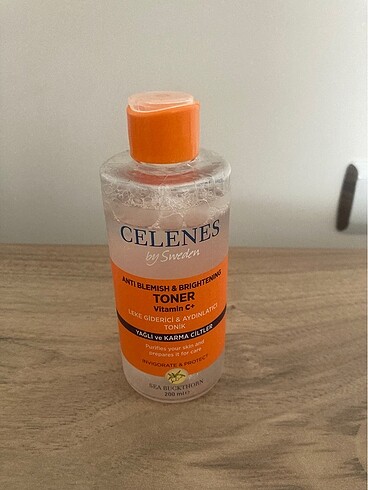 CELENES
by Sweden
ANTI BLEMISH & BRIGHTENING
TONER
Vitamin C+
LEKE GİDERİCİ & AYDINLATICI
TONİK
YAĞLI ve KARMA CİLTLER
Purifies your skin and
prepares it for care
INVIGORATE & PROTECT
SEA BUCKTHORN
200 ml e